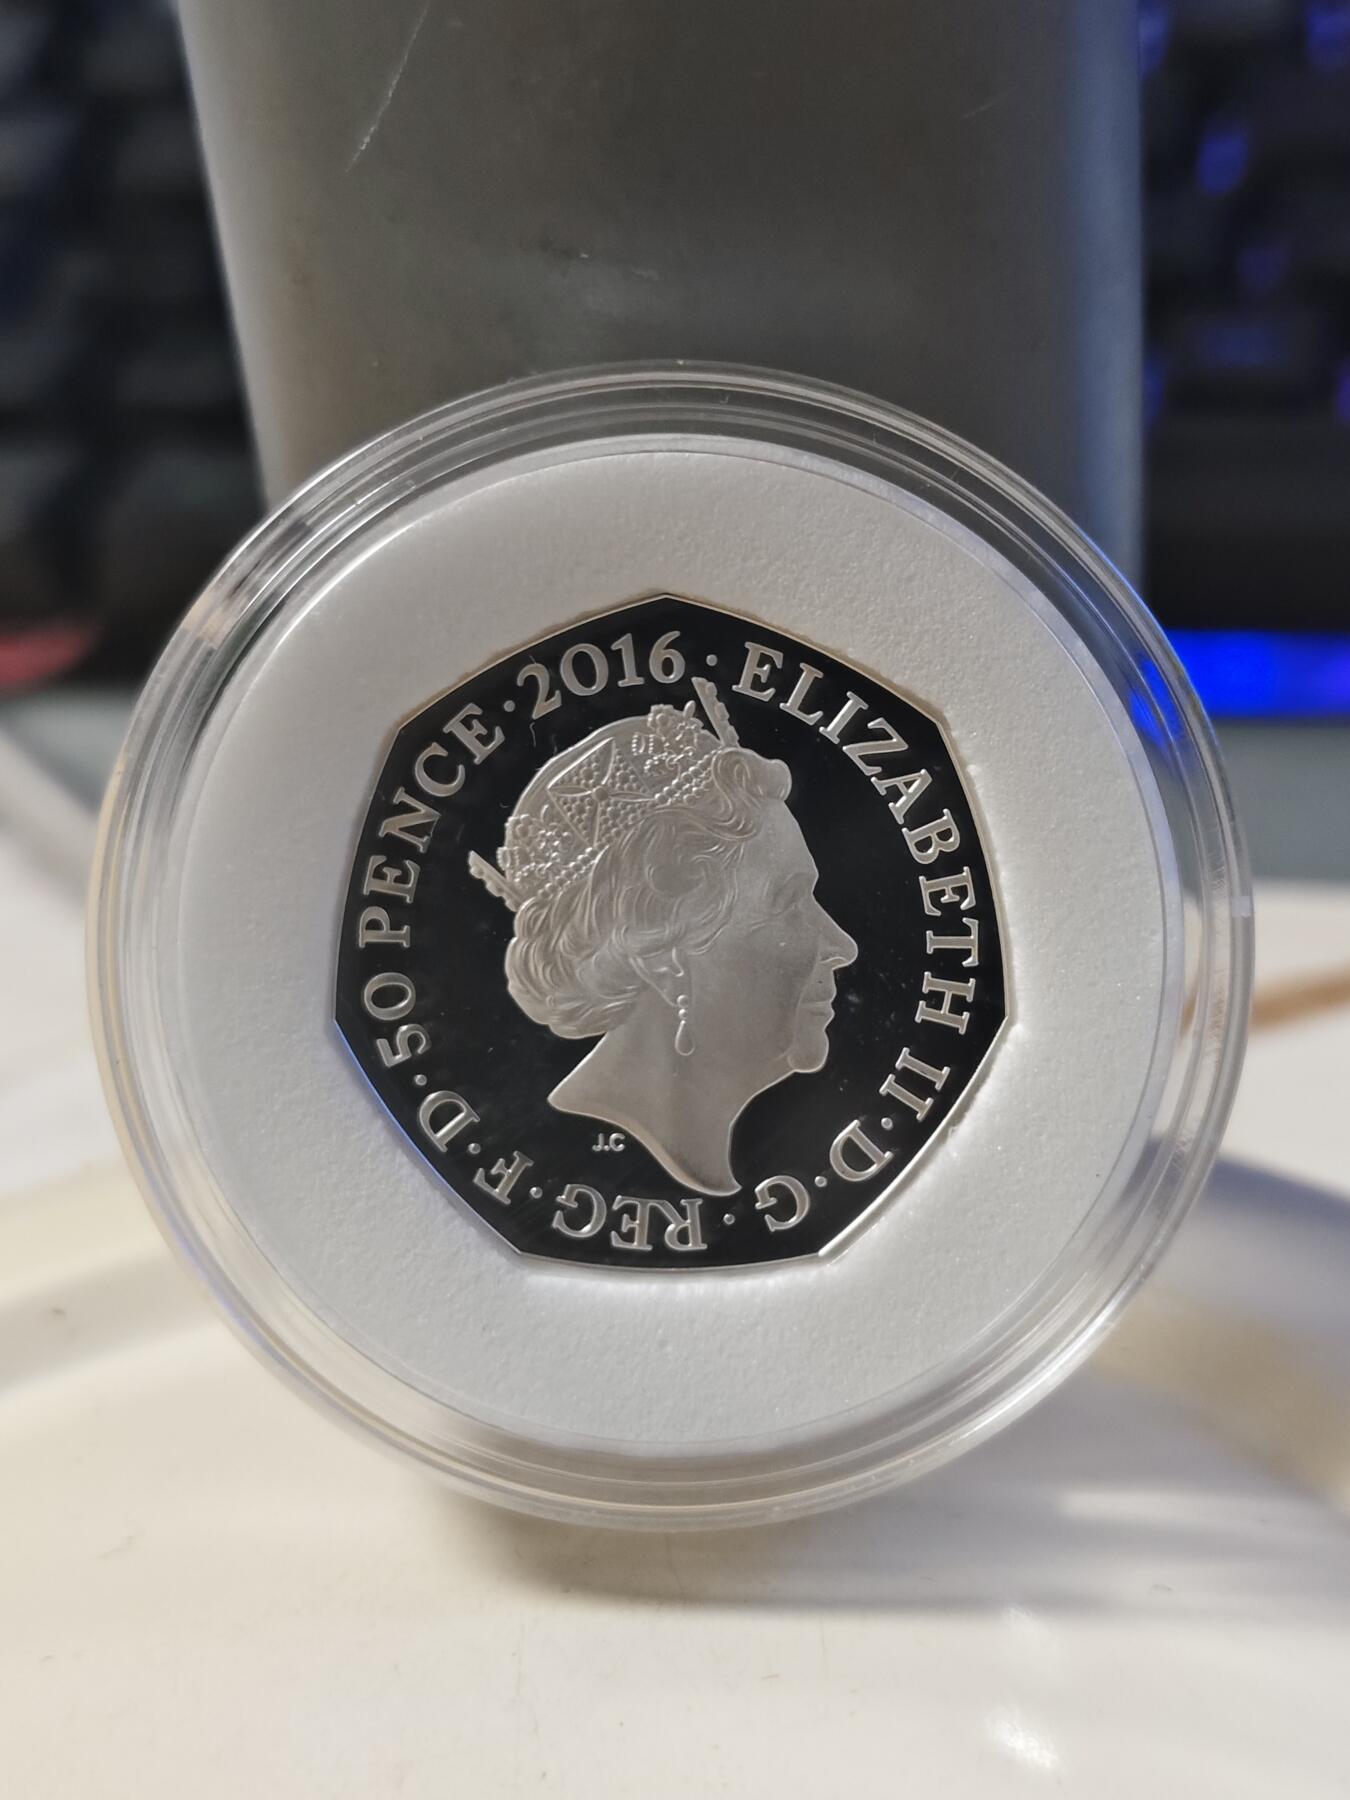 ELIZABETH II · D · G · REG · F · D · 50 PENCE · 2016 ·
J.C